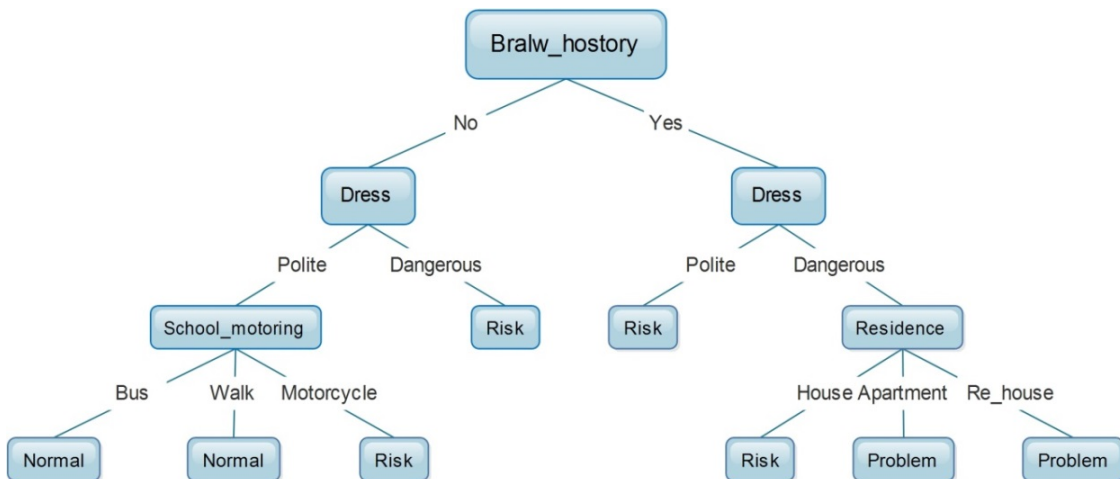 Bralw_hostory
No Yes
Dress Dress
Polite Dangerous Polite Dangerous
School_motoring Risk Risk Residence
Bus Walk Motorcycle House Apartment Re_house
Normal Normal Risk Risk Problem Problem